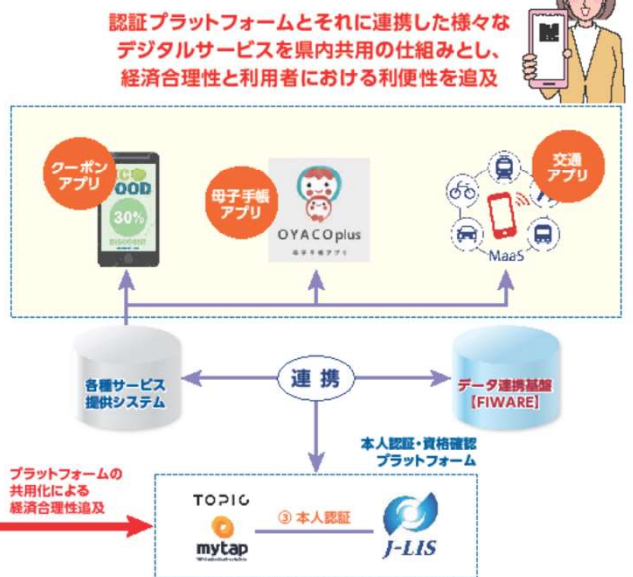 認証プラットフォームとそれに連携した様々な
デジタルサービスを県内共用の仕組みとし、
経済合理性と利用者における利便性を追及
クーポン
アプリ
30%
母子手帳
アプリ
OYACOplus
母子手帳アプリ
交通
アプリ
MaaS
各種サービス
提供システム
連携
データ連携基盤
【FIWARE】
本人認証・資格確認
プラットフォーム
プラットフォームの
共用化による
経済合理性追及
TOPIC
mytap
③ 本人認証
J-LIS